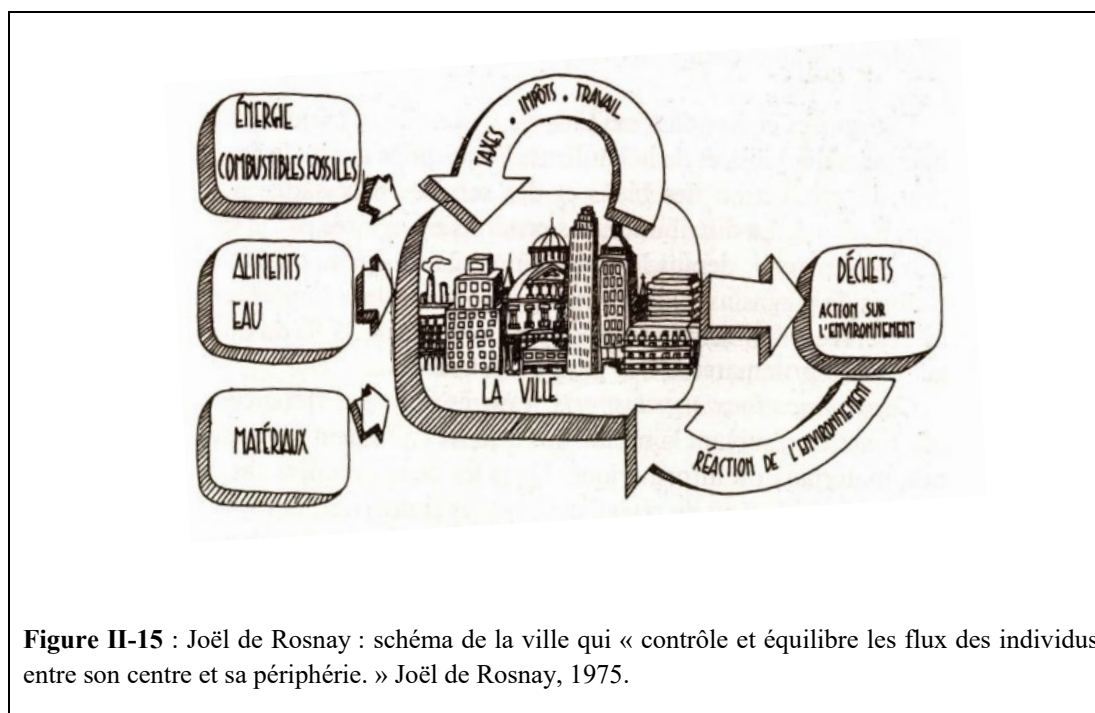 ÉNERGIE
COMBUSTIBLES FOSSILES
TAXES . IMPÔTS . TRAVAIL
ALIMENTS
EAU
DÉCHETS
ACTION SUR
L'ENVIRONNEMENT
LA VILLE
MATÉRIAUX
RÉACTION DE L'ENVIRONNEMENT
Figure II-15 : Joël de Rosnay : schéma de la ville qui « contrôle et équilibre les flux des individus
entre son centre et sa périphérie. » Joël de Rosnay, 1975.